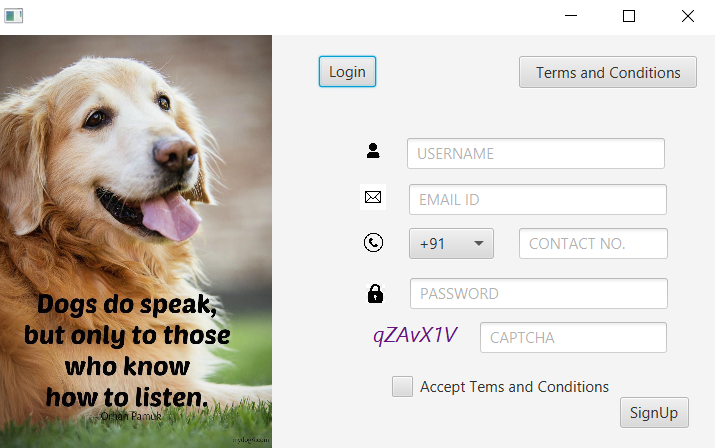 Login
Terms and Conditions
USERNAME
EMAIL ID
+91
CONTACT NO.
PASSWORD
qZAvX1V
CAPTCHA
Accept Tems and Conditions
SignUp
Dogs do speak,
but only to those
who know
how to listen.
- Orhan Pamuk